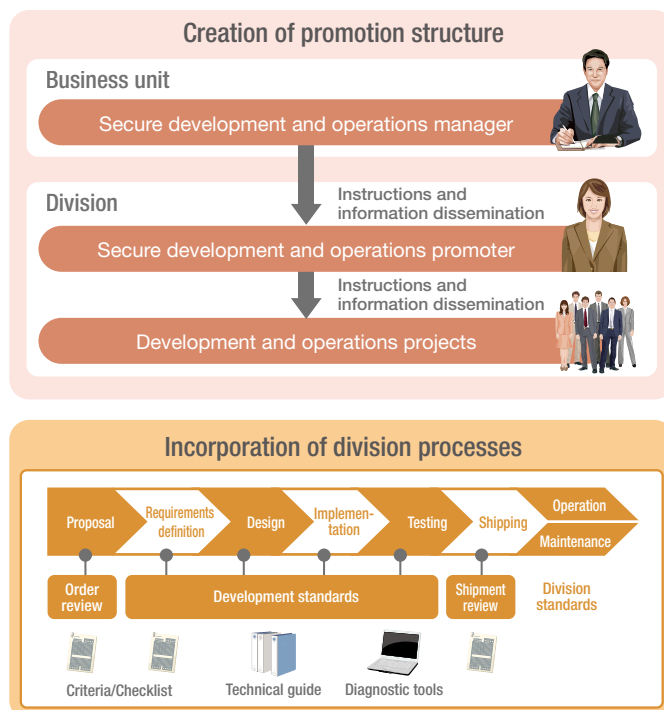 Creation of promotion structure
Business unit
Secure development and operations manager
Instructions and
information dissemination
Division
Secure development and operations promoter
Instructions and
information dissemination
Development and operations projects
Incorporation of division processes
Proposal
Requirements
definition
Design
Implemen-
tation
Testing
Shipping
Operation
Maintenance
Order
review
Development standards
Shipment
review
Division
standards
Criteria/Checklist
Technical guide
Diagnostic tools